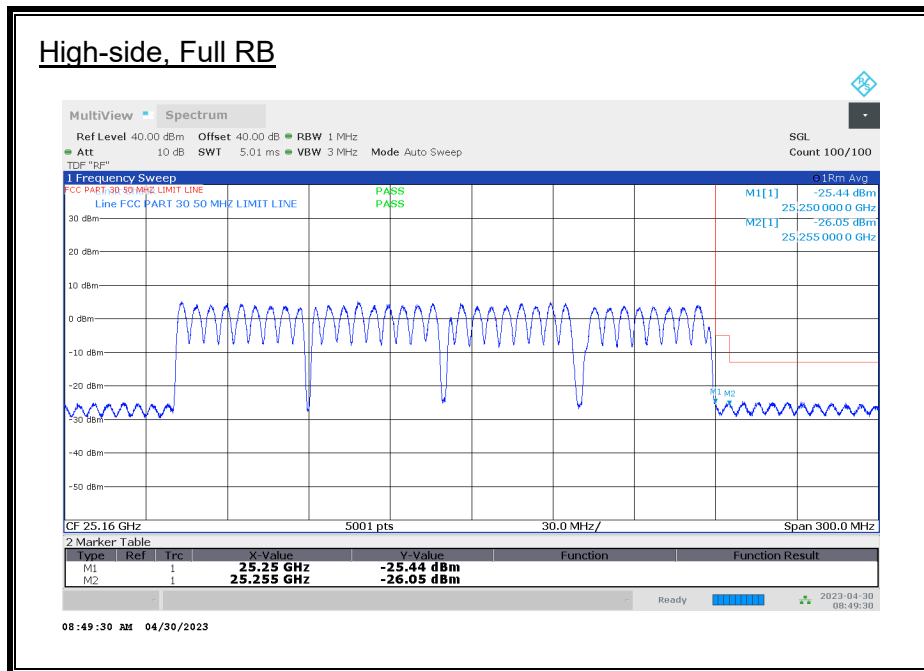 High-side, Full RB
R S
MultiView Spectrum
Ref Level 40.00 dBm Offset 40.00 dB RBW 1 MHz SGL
Att 10 dB SWT 5.01 ms VBW 3 MHz Mode Auto Sweep Count 100/100
TDF "RF"
1 Frequency Sweep 1Rm Avg
FCC PART 30 50 MHZ LIMIT LINE PASS M1[1] -25.44 dBm
Line FCC PART 30 50 MHZ LIMIT LINE PASS 25.250 000 0 GHz
30 dBm M2[1] -26.05 dBm
25.255 000 0 GHz
20 dBm
10 dBm
0 dBm
-10 dBm
-20 dBm
M1 M2
-30 dBm
-40 dBm
-50 dBm
CF 25.16 GHz 5001 pts 30.0 MHz/ Span 300.0 MHz
2 Marker Table
Type Ref Trc X-Value Y-Value Function Function Result
M1 1 25.25 GHz -25.44 dBm
M2 1 25.255 GHz -26.05 dBm
Ready 2023-04-30
08:49:30
08:49:30 AM 04/30/2023